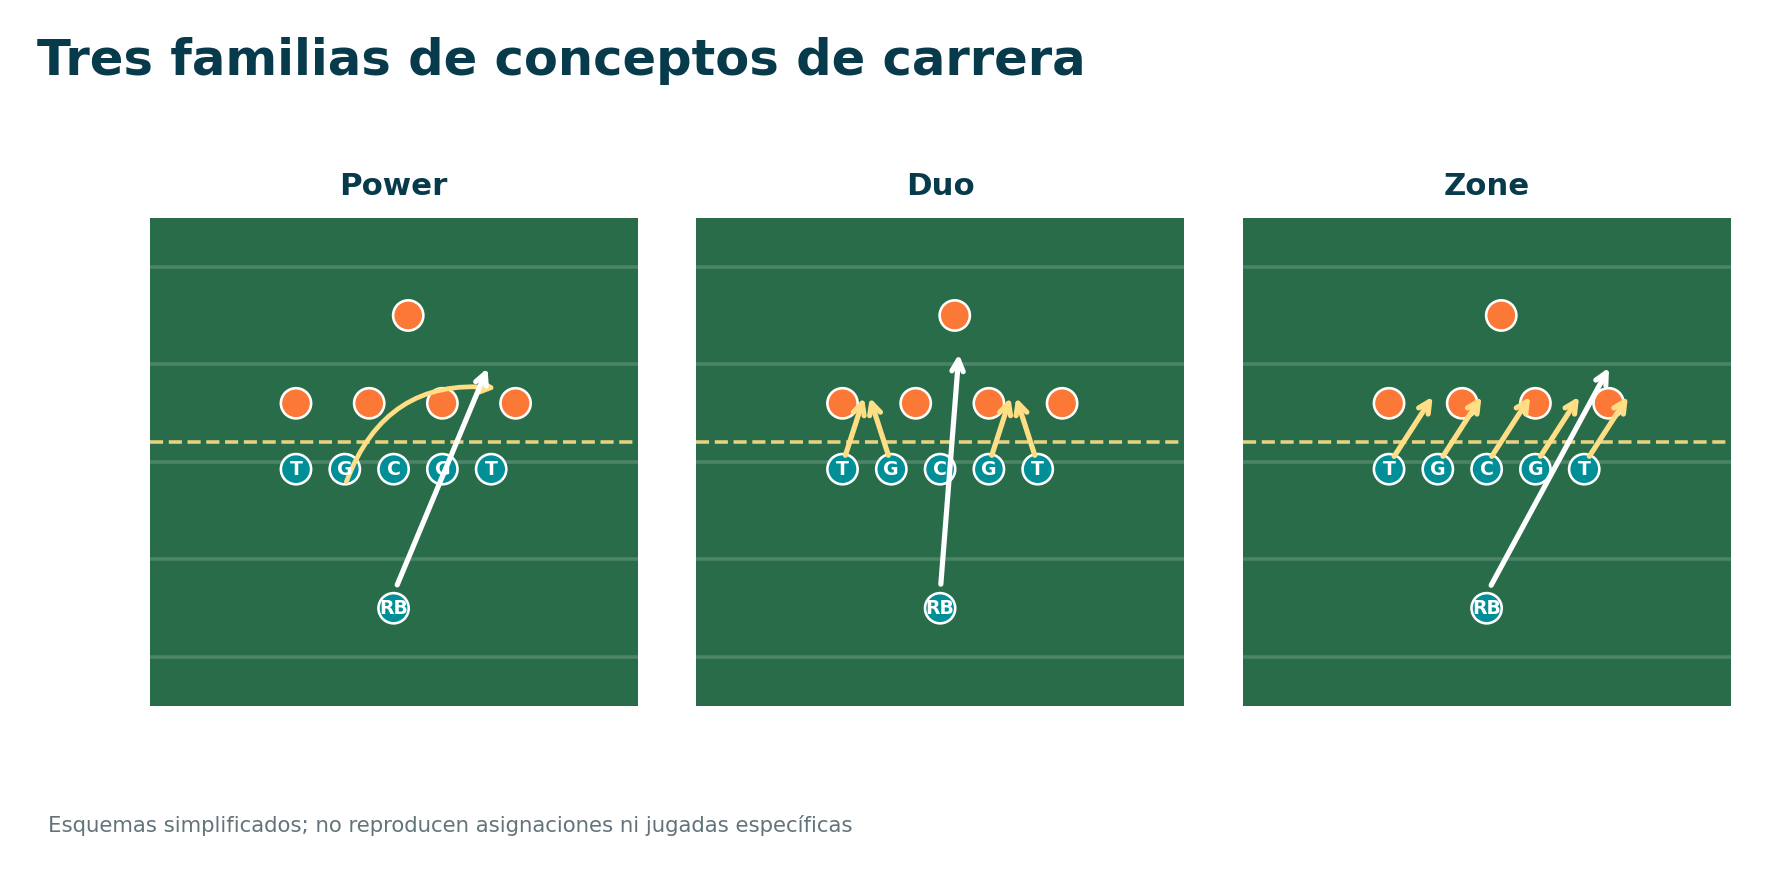 Tres familias de conceptos de carrera
Power
Duo
Zone
T G C G T
T G C G T
T G C G T
RB
RB
RB
Esquemas simplificados; no reproducen asignaciones ni jugadas específicas